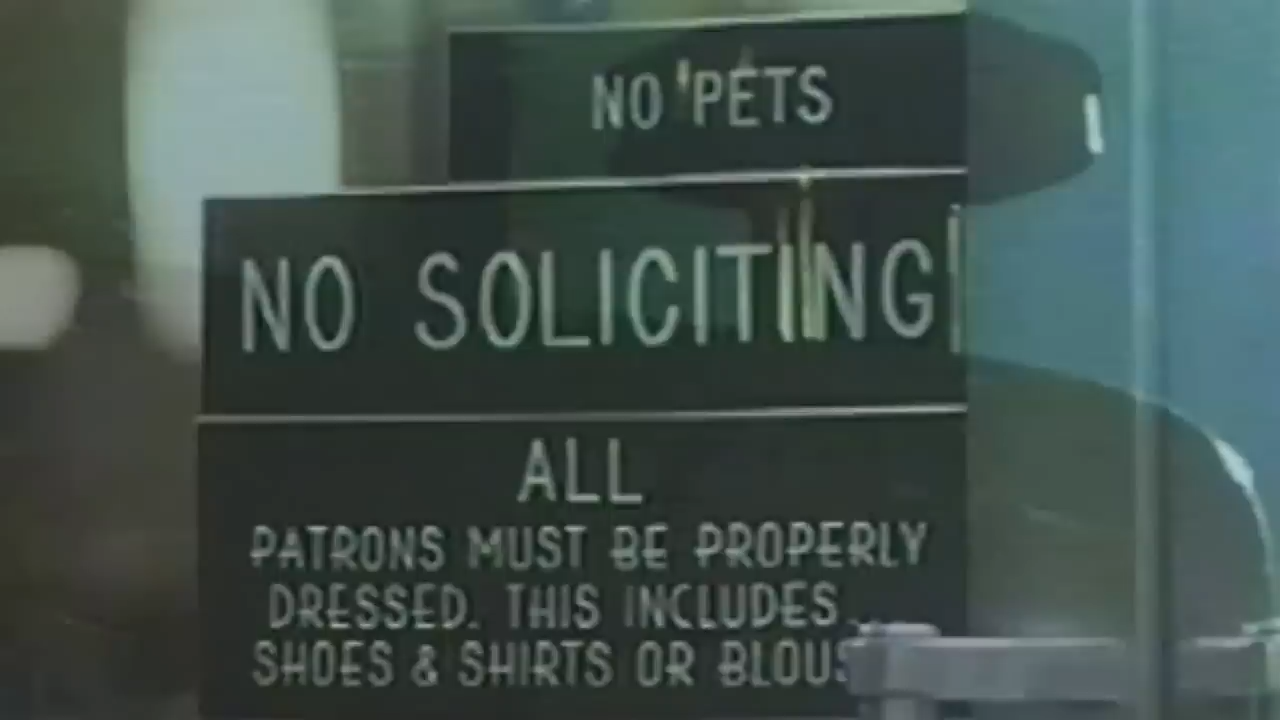 NO PETS
NO SOLICITING
ALL
PATRONS MUST BE PROPERLY
DRESSED. THIS INCLUDES
SHOES & SHIRTS OR